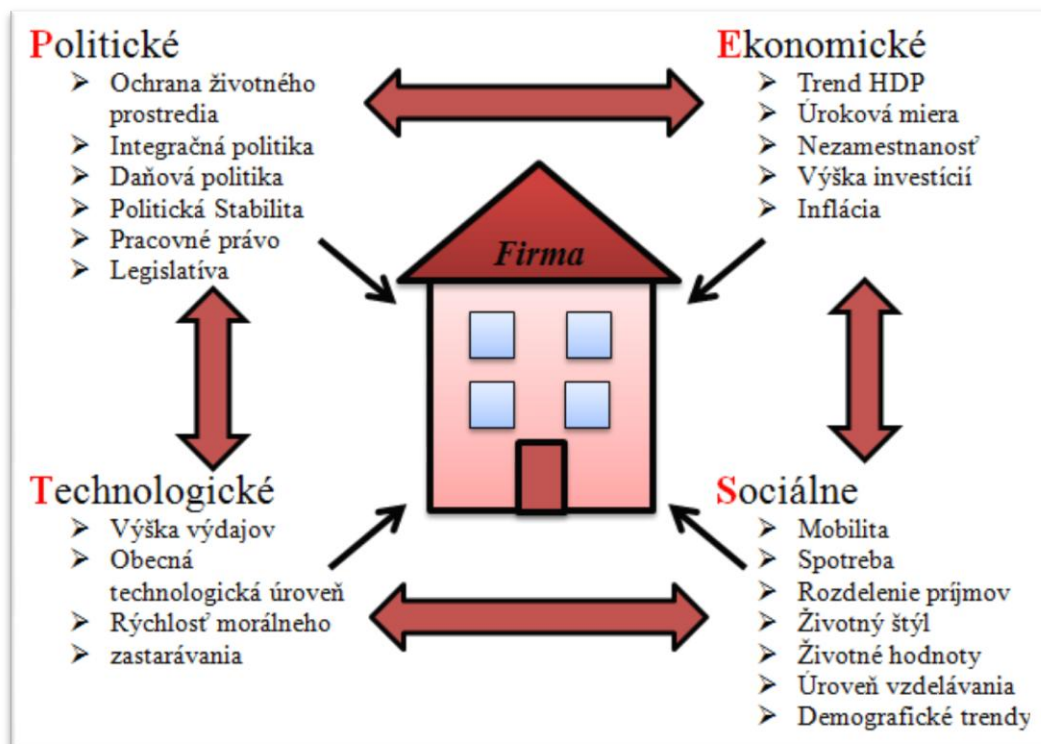 Politické
➢ Ochrana životného
prostredia
➢ Integračná politika
➢ Daňová politika
➢ Politická Stabilita
➢ Pracovné právo
➢ Legislatíva
Ekonomické
➢ Trend HDP
➢ Úroková miera
➢ Nezamestnanosť
➢ Výška investícií
➢ Inflácia
Firma
Technologické
➢ Výška výdajov
➢ Obecná
technologická úroveň
➢ Rýchlosť morálneho
➢ zastarávania
Sociálne
➢ Mobilita
➢ Spotreba
➢ Rozdelenie príjmov
➢ Životný štýl
➢ Životné hodnoty
➢ Úroveň vzdelávania
➢ Demografické trendy